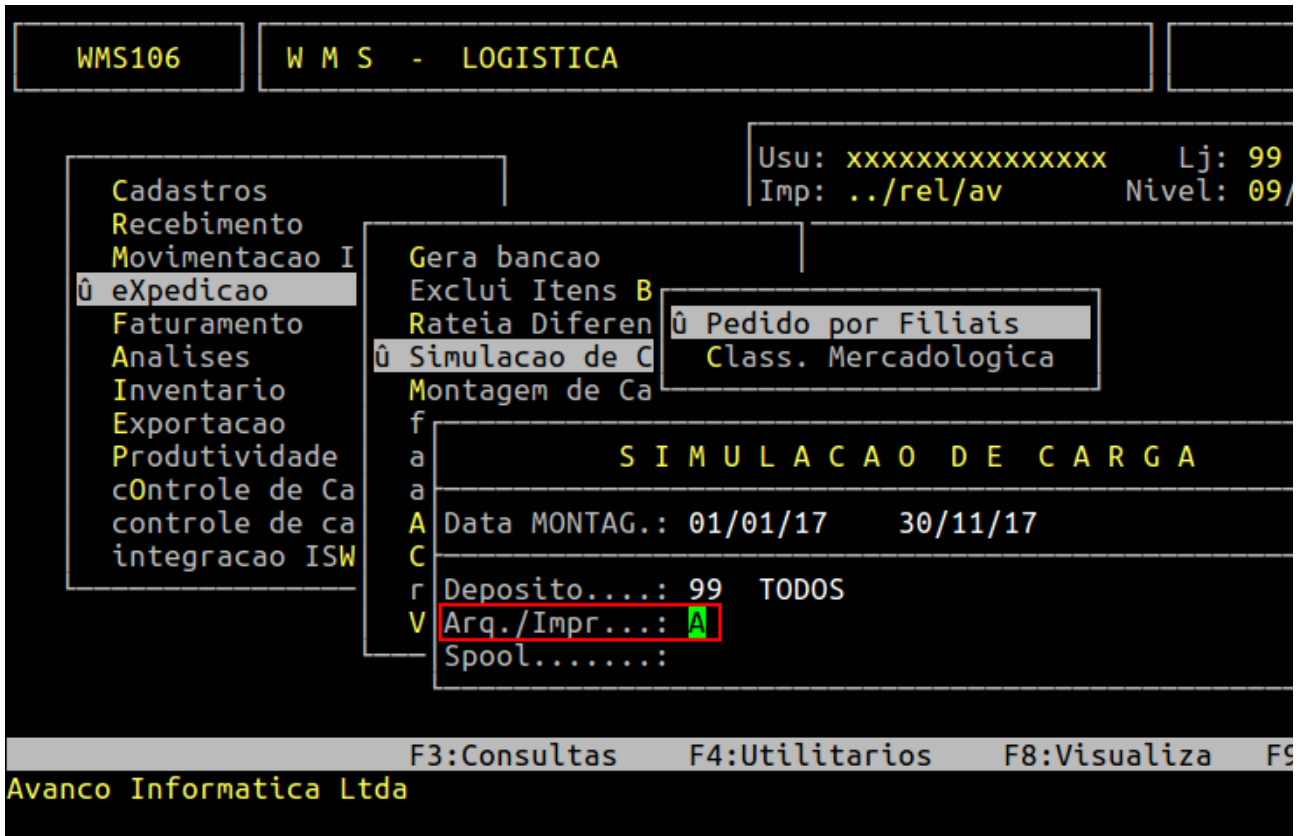 WMS106 W M S - LOGISTICA
Usu: xxxxxxxxxxxxxxx Lj: 99
Imp: ../rel/av Nivel: 09/
Cadastros
Recebimento
Movimentacao I
û eXpedicao
Faturamento
Analises
Inventario
Exportacao
Produtividade
cOntrole de Ca
controle de ca
integracao ISW
Gera bancao
Exclui Itens B
Rateia Diferen
û Simulacao de C
Montagem de Ca
f
a
a
A
C
r
V
û Pedido por Filiais
Class. Mercadologica
S I M U L A C A O D E C A R G A
Data MONTAG.: 01/01/17 30/11/17
Deposito....: 99 TODOS
Arq./Impr...: A
Spool.......:
F3:Consultas F4:Utilitarios F8:Visualiza F9
Avanco Informatica Ltda